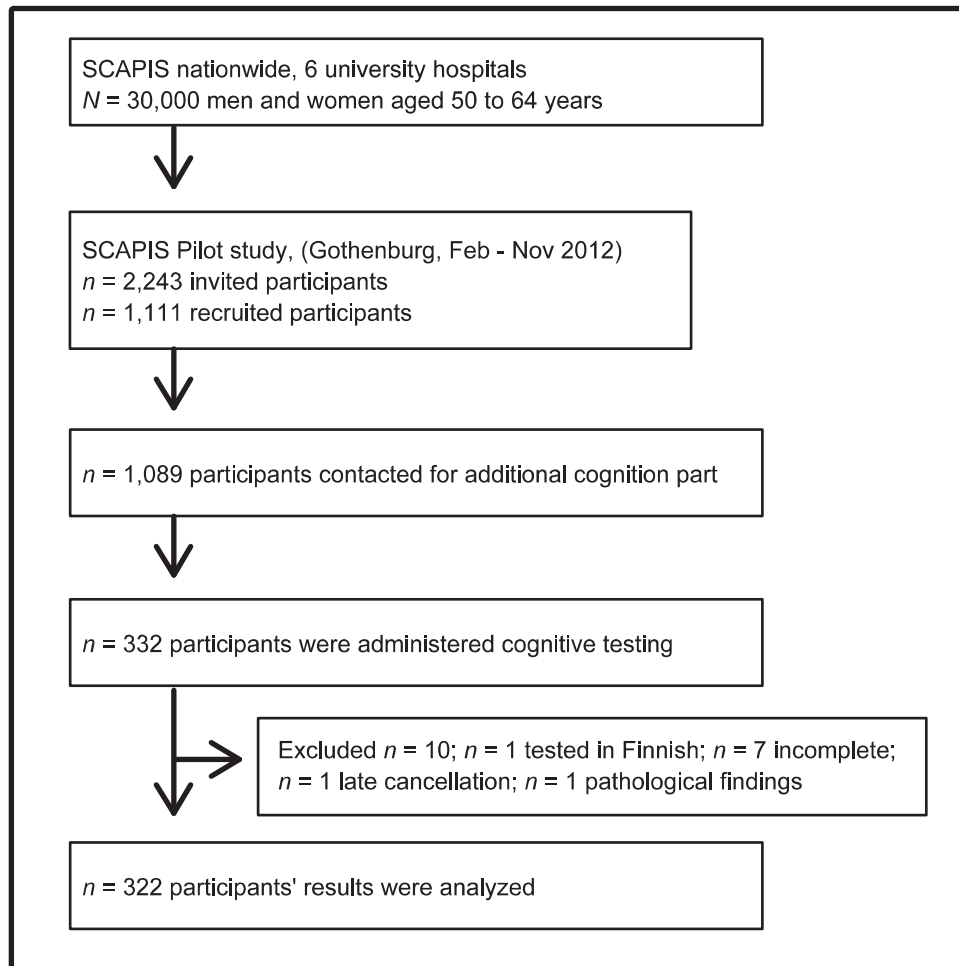 SCAPIS nationwide, 6 university hospitals
N = 30,000 men and women aged 50 to 64 years
SCAPIS Pilot study, (Gothenburg, Feb - Nov 2012)
n = 2,243 invited participants
n = 1,111 recruited participants
n = 1,089 participants contacted for additional cognition part
n = 332 participants were administered cognitive testing
Excluded n = 10; n = 1 tested in Finnish; n = 7 incomplete;
n = 1 late cancellation; n = 1 pathological findings
n = 322 participants' results were analyzed